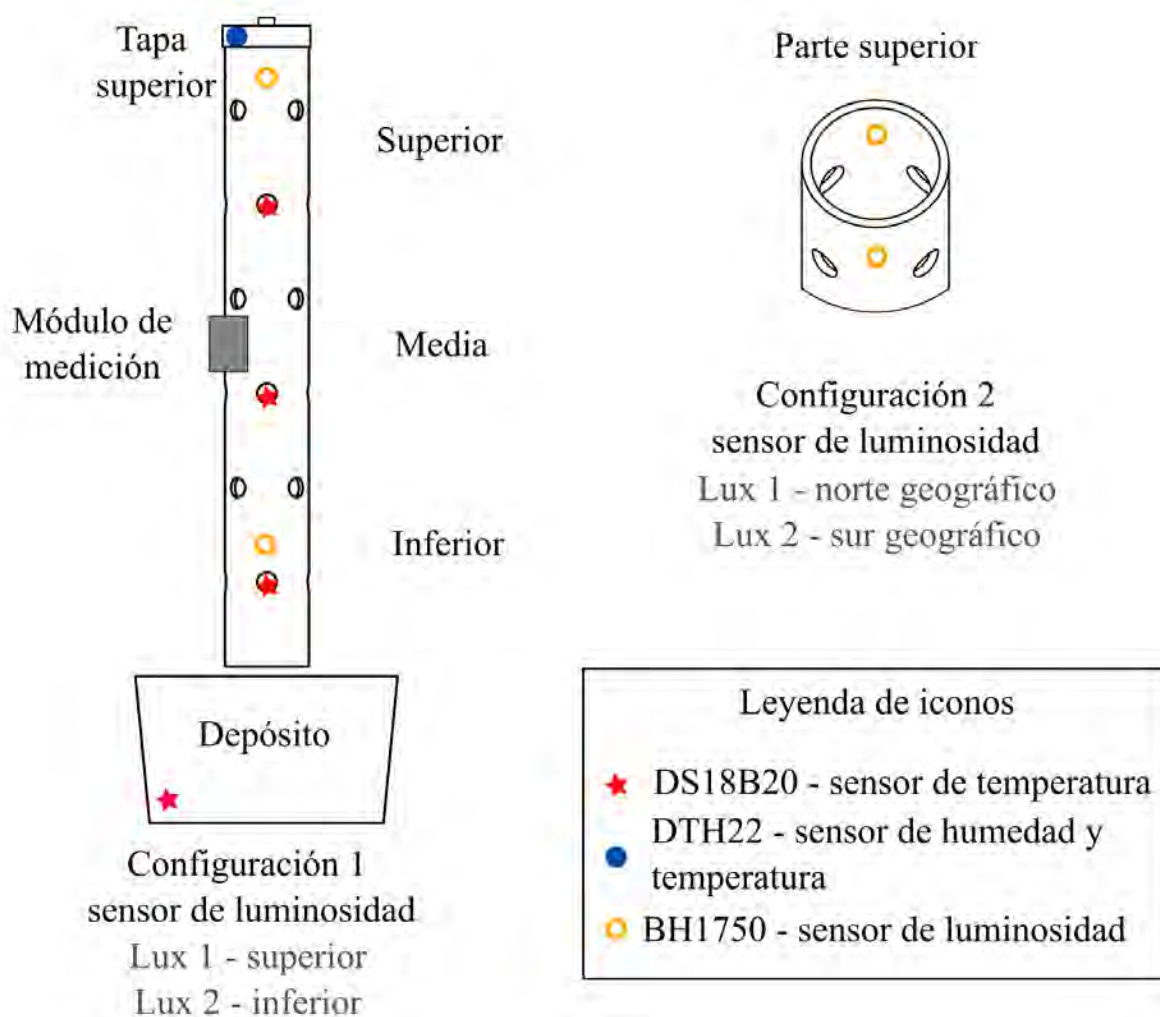 Tapa
superior
Superior
Módulo de
medición
Media
Inferior
Depósito
Configuración 1
sensor de luminosidad
Lux 1 - superior
Lux 2 - inferior
Parte superior
Configuración 2
sensor de luminosidad
Lux 1 - norte geográfico
Lux 2 - sur geográfico
Leyenda de iconos
DS18B20 - sensor de temperatura
DTH22 - sensor de humedad y
temperatura
BH1750 - sensor de luminosidad